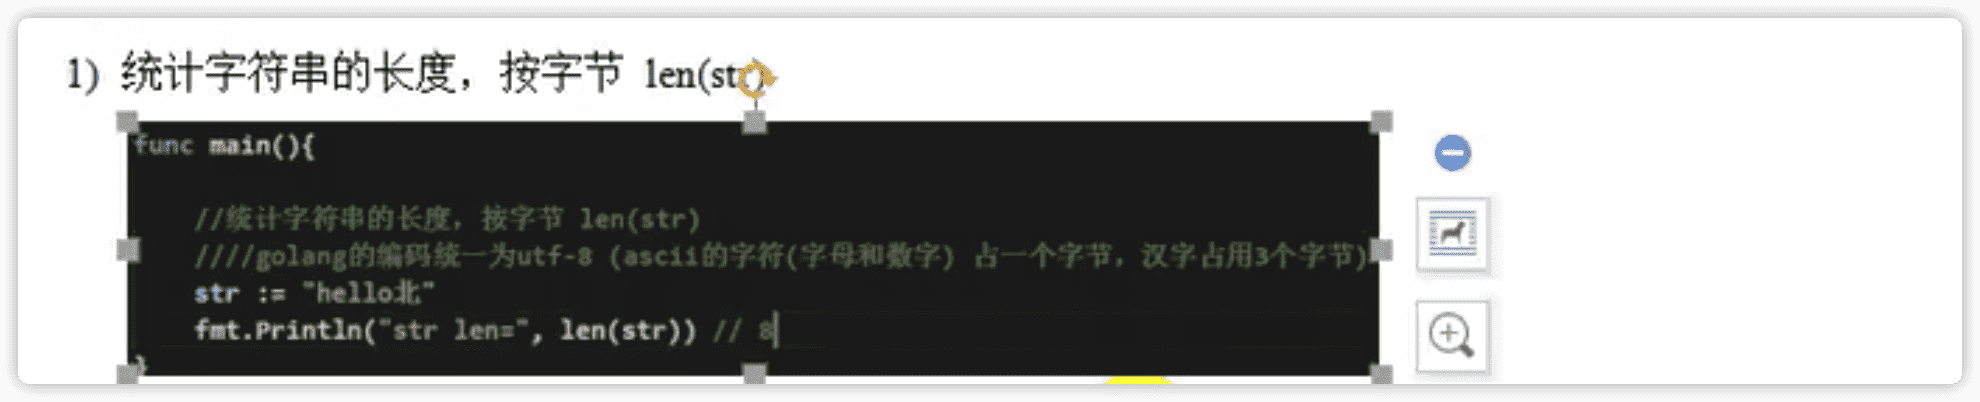 1) 统计字符串的长度，按字节 len(str)
func main(){
//统计字符串的长度，按字节 len(str)
////golang的编码统一为utf-8 (ascii的字符(字母和数字) 占一个字节，汉字占用3个字节)
str := "hello北"
fmt.Println("str len=", len(str)) // 8
}